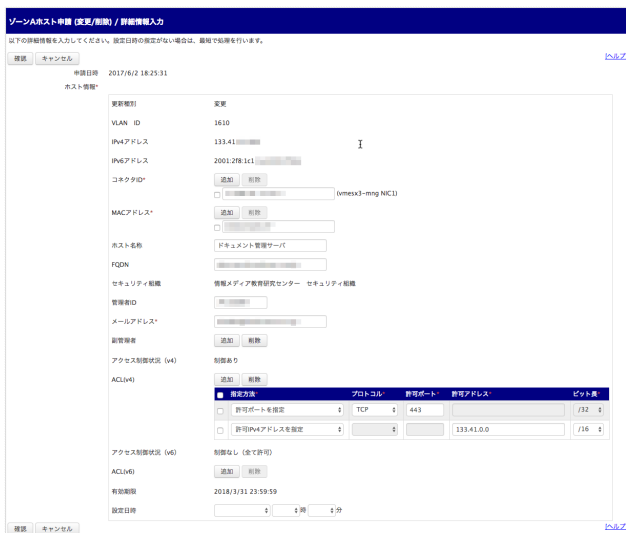 ゾーンAホスト申請 (変更/削除) / 詳細情報入力
以下の詳細情報を入力してください。設定日時の指定がない場合は、最短で処理を行います。
確認 キャンセル [ヘルプ
申請日時 2017/6/2 18:25:31
ホスト情報*
更新種別 変更
VLAN ID 1610
IPv4アドレス 133.41
IPv6アドレス 2001:2f8:1c1
コネクタID* 追加 削除
(vmesx3-mng NIC1)
MACアドレス* 追加 削除
ホスト名称 ドキュメント管理サーバ
FQDN
セキュリティ組織 情報メディア教育研究センター セキュリティ組織
管理者ID
メールアドレス*
副管理者 追加 削除
アクセス制御状況 (v4) 制御あり
ACL(v4) 追加 削除
指定方法* プロトコル* 許可ポート* 許可アドレス* ビット長*
許可ポートを指定 TCP 443 /32
許可IPv4アドレスを指定 133.41.0.0 /16
アクセス制御状況 (v6) 制御なし (全て許可)
ACL(v6) 追加 削除
有効期限 2018/3/31 23:59:59
設定日時 時 分
確認 キャンセル [ヘルプ